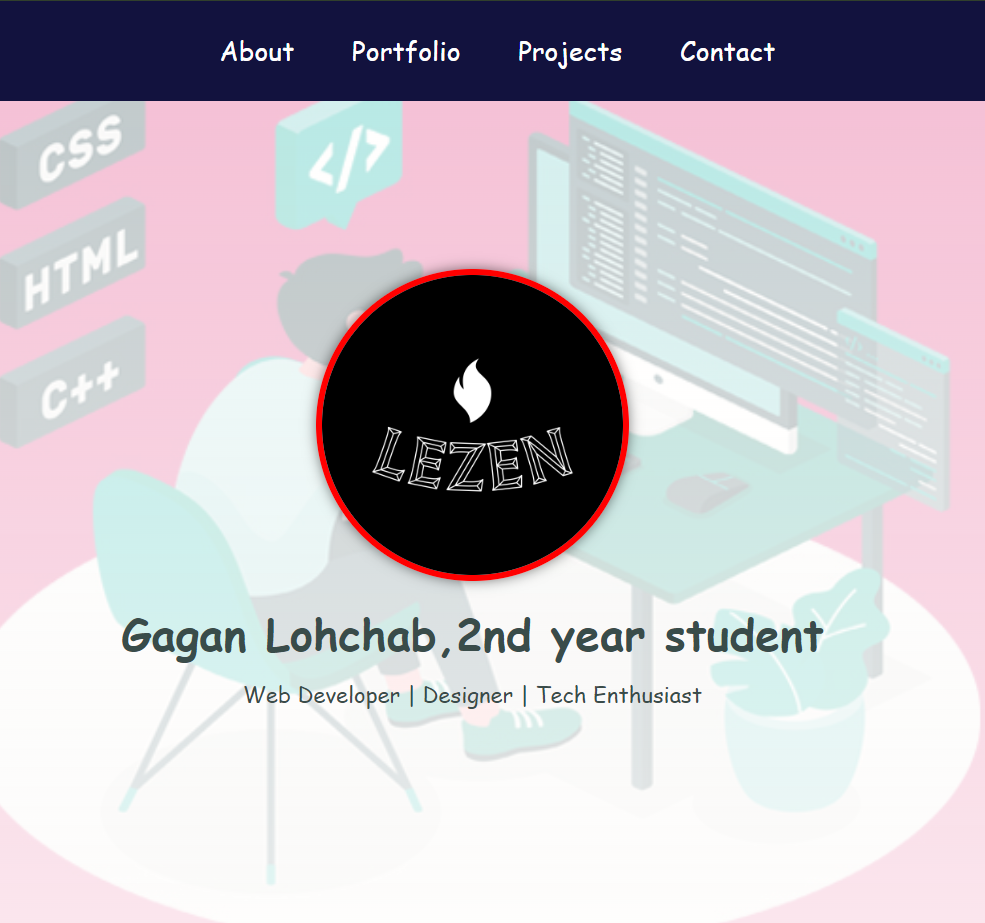 About Portfolio Projects Contact
CSS
</>
HTML
C++
LEZEN
Gagan Lohchab,2nd year student
Web Developer | Designer | Tech Enthusiast